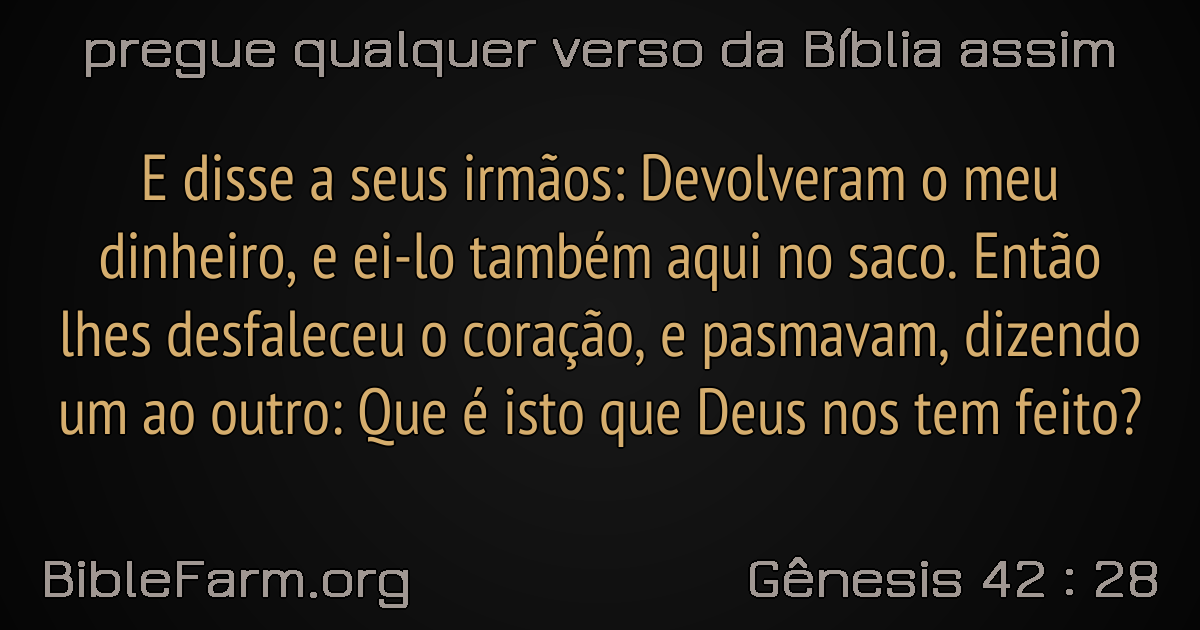 pregue qualquer verso da Bíblia assim
E disse a seus irmãos: Devolveram o meu
dinheiro, e ei-lo também aqui no saco. Então
lhes desfaleceu o coração, e pasmavam, dizendo
um ao outro: Que é isto que Deus nos tem feito?
BibleFarm.org
Gênesis 42 : 28